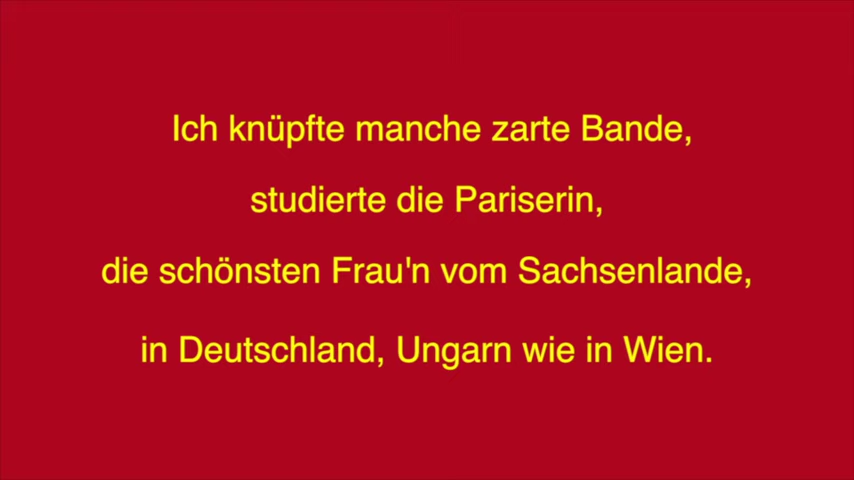 Ich knüpfte manche zarte Bande,
studierte die Pariserin,
die schönsten Frau'n vom Sachsenlande,
in Deutschland, Ungarn wie in Wien.